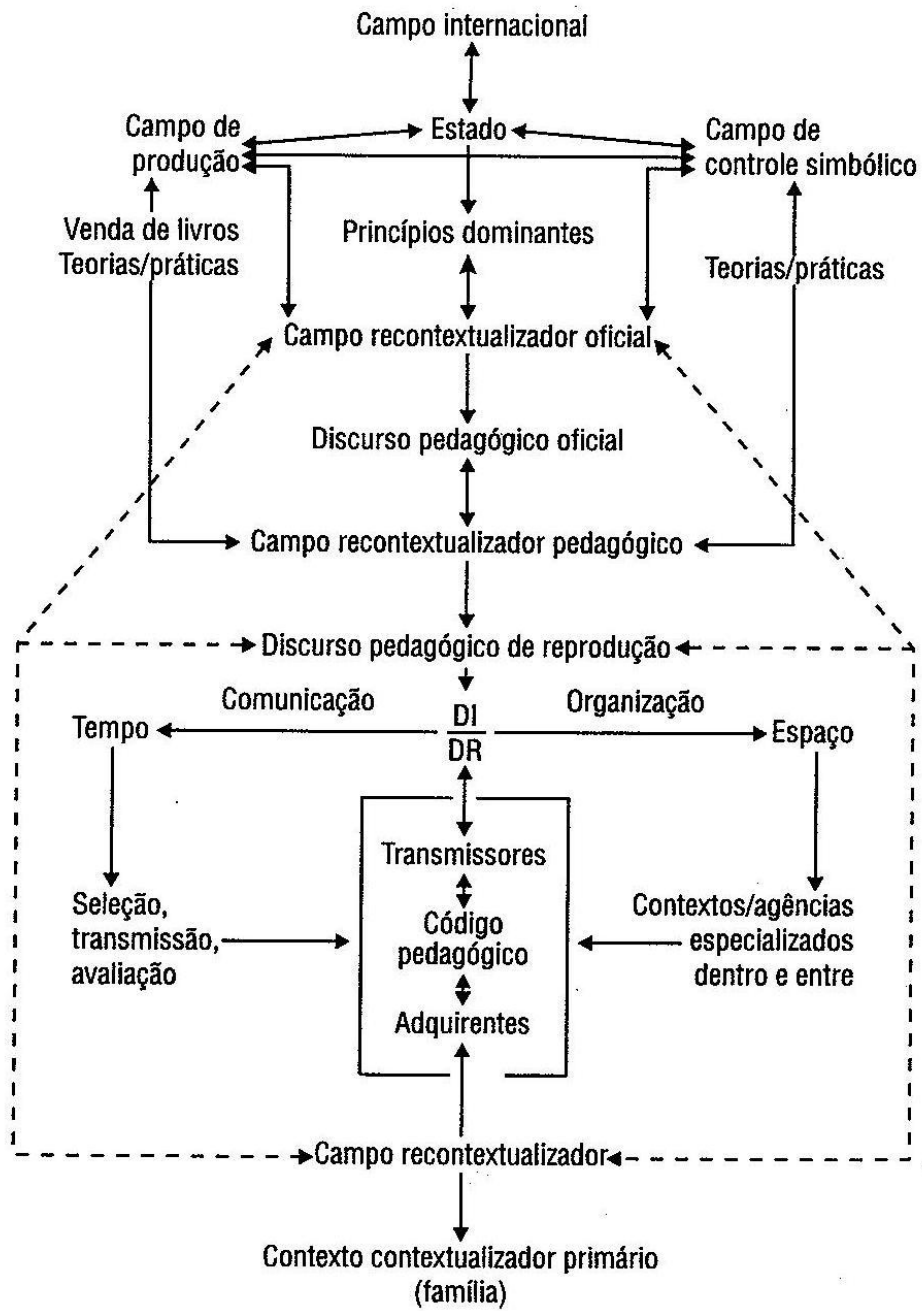 Campo internacional
Campo de
produção
Estado
Campo de
controle simbólico
Venda de livros
Teorias/práticas
Princípios dominantes
Teorias/práticas
Campo recontextualizador oficial
Discurso pedagógico oficial
Campo recontextualizador pedagógico
Discurso pedagógico de reprodução
Comunicação
Organização
Tempo
DI
DR
Espaço
Transmissores
Seleção,
transmissão,
avaliação
Código
pedagógico
Contextos/agências
especializados
dentro e entre
Adquirentes
Campo recontextualizador
Contexto contextualizador primário
(família)